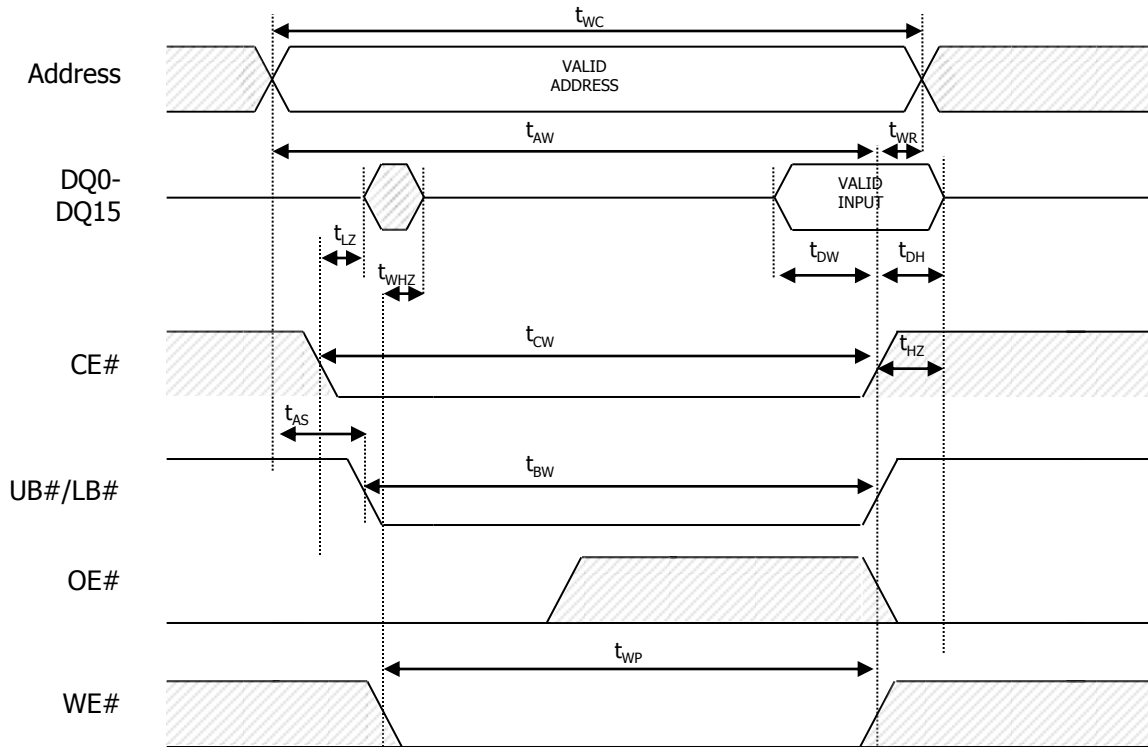 tWC
Address
VALID
ADDRESS
tAW
tWR
DQ0-
DQ15
VALID
INPUT
tLZ
tDW
tDH
tWHZ
tCW
CE#
tHZ
tAS
tBW
UB#/LB#
OE#
tWP
WE#